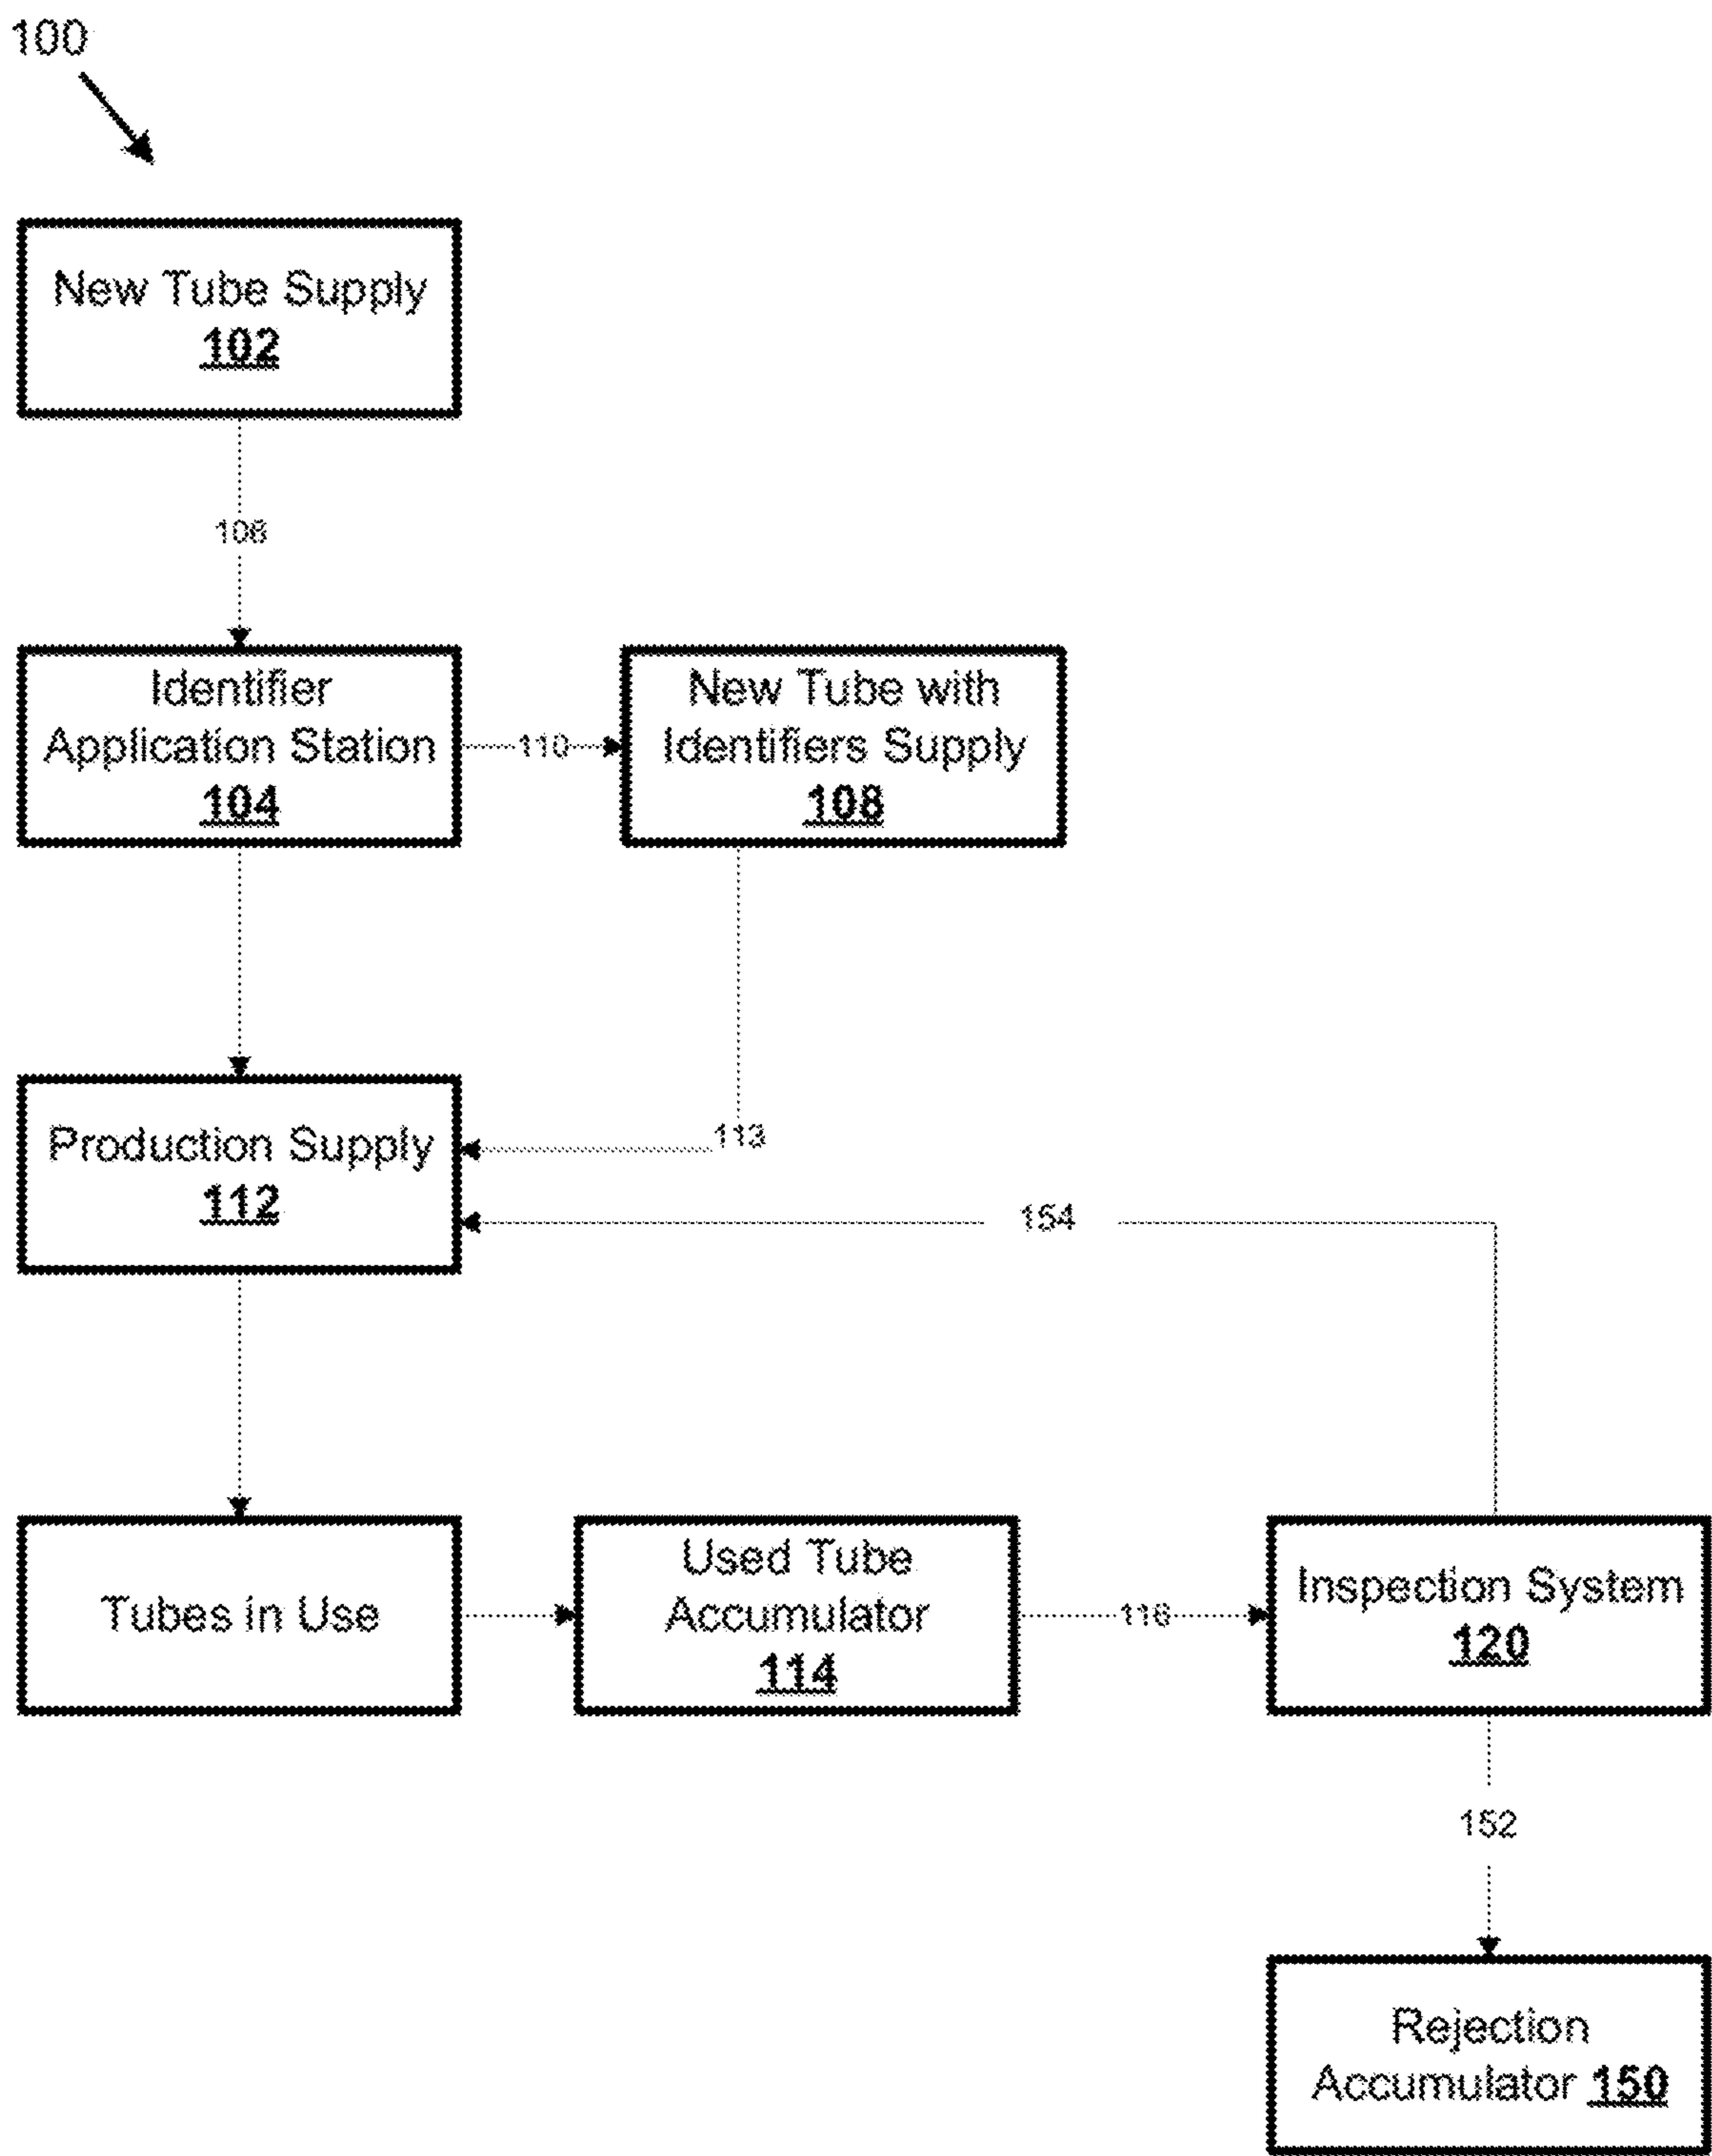 100
New Tube Supply
102
106
Identifier
Application Station
104
110
New Tube with
Identifiers Supply
108
Production Supply
112
113
154
Tubes in Use
Used Tube
Accumulator
114
116
Inspection System
120
152
Rejection
Accumulator 150